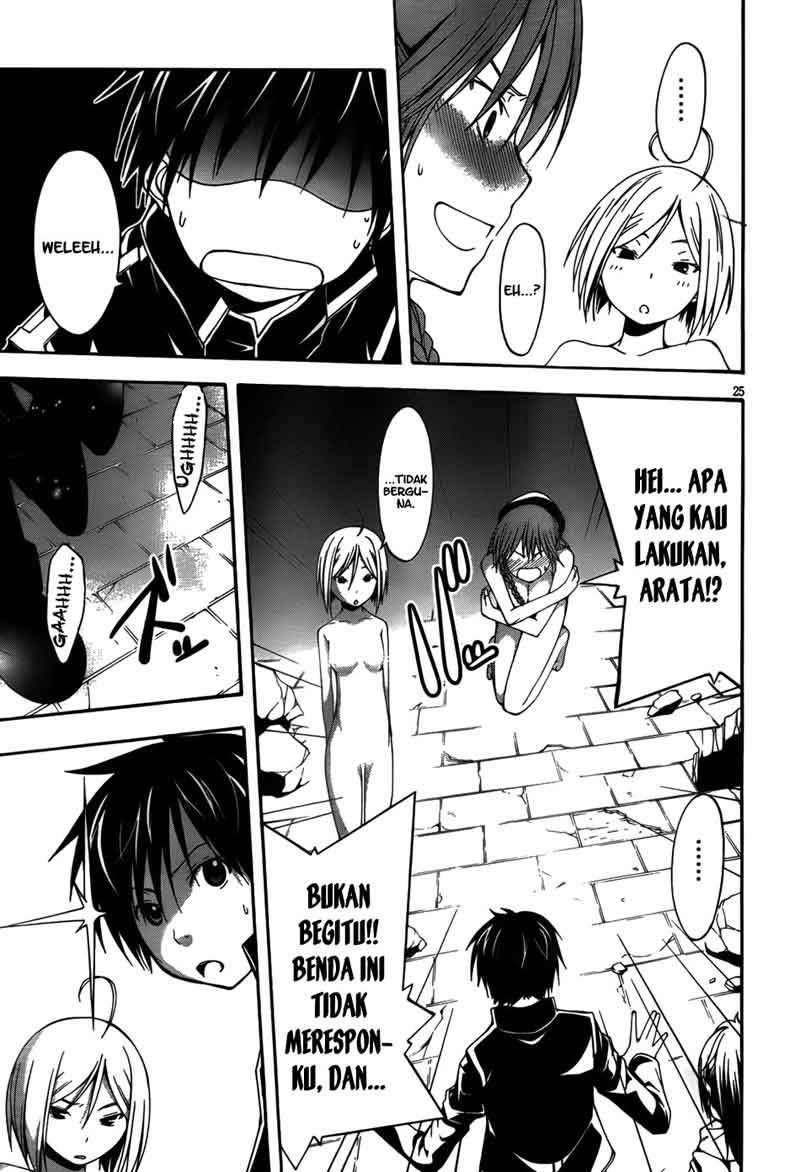 ......
EH...?
WELEEH...
25
HEI... APA
YANG KAU
LAKUKAN,
ARATA!?
...TIDAK
BERGU-
NA.
UGHHHH...
GAAHHH...
......
BUKAN
BEGITU!!
BENDA INI
TIDAK
MERESPON-
KU, DAN...